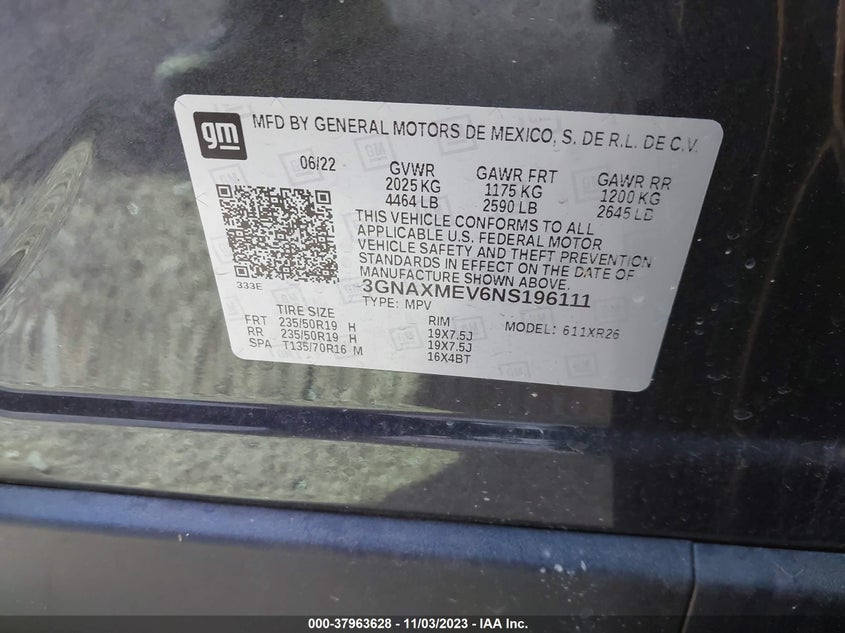 gm
MFD BY GENERAL MOTORS DE MEXICO, S. DE R.L. DE C.V.
06/22 GVWR GAWR FRT GAWR RR
2025 KG 1175 KG 1200 KG
4464 LB 2590 LB 2645 LB
THIS VEHICLE CONFORMS TO ALL
APPLICABLE U.S. FEDERAL MOTOR
VEHICLE SAFETY AND THEFT PREVENTION
STANDARDS IN EFFECT ON THE DATE OF
MANUFACTURE SHOWN ABOVE.
333E
3GNAXMEV6NS196111
TYPE: MPV
TIRE SIZE RIM MODEL: 611XR26
FRT 235/50R19 H 19X7.5J
RR 235/50R19 H 19X7.5J
SPA T135/70R16 M 16X4BT
000-37963628 - 11/03/2023 - IAA Inc.